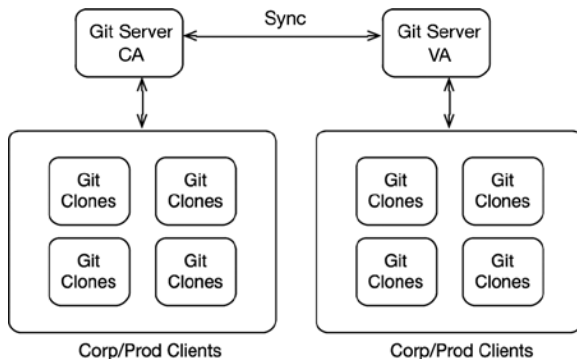 Git Server
CA
Sync
Git Server
VA
Git
Clones
Git
Clones
Git
Clones
Git
Clones
Corp/Prod Clients
Git
Clones
Git
Clones
Git
Clones
Git
Clones
Corp/Prod Clients